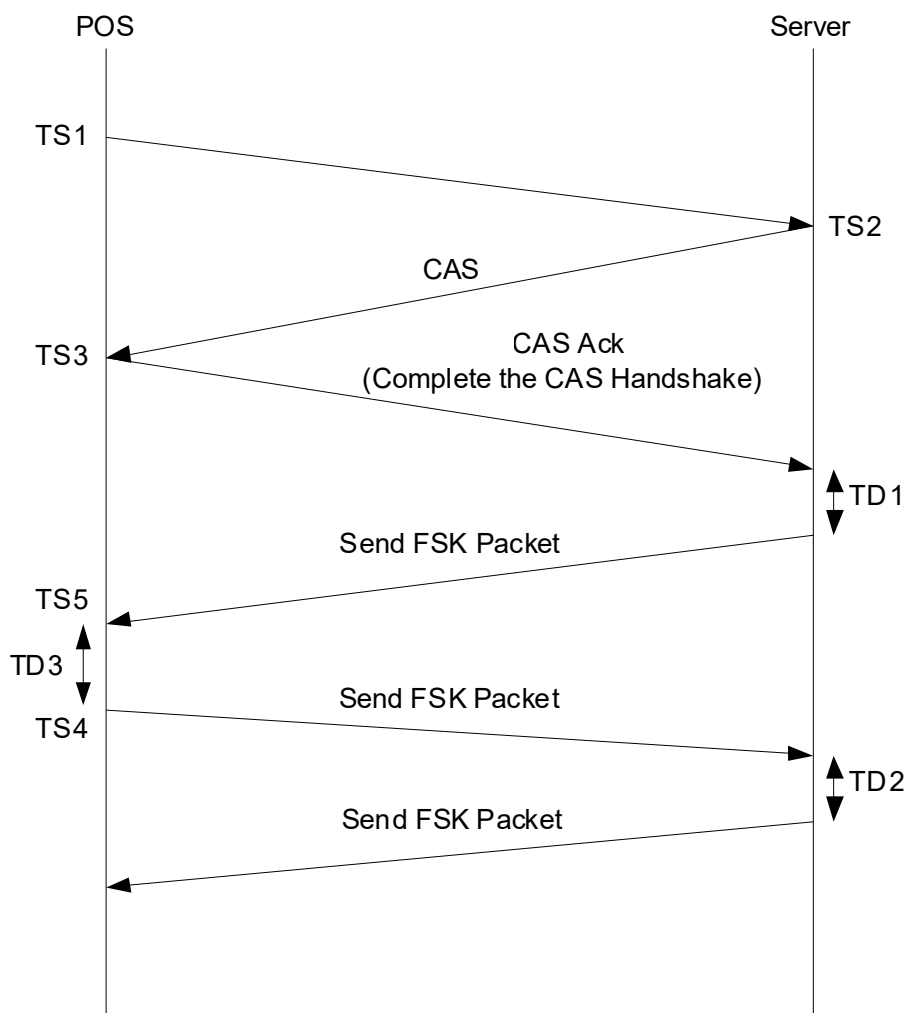 POS
Server
TS1
TS2
CAS
TS3
CAS Ack
(Complete the CAS Handshake)
TD1
Send FSK Packet
TS5
TD3
Send FSK Packet
TS4
TD2
Send FSK Packet